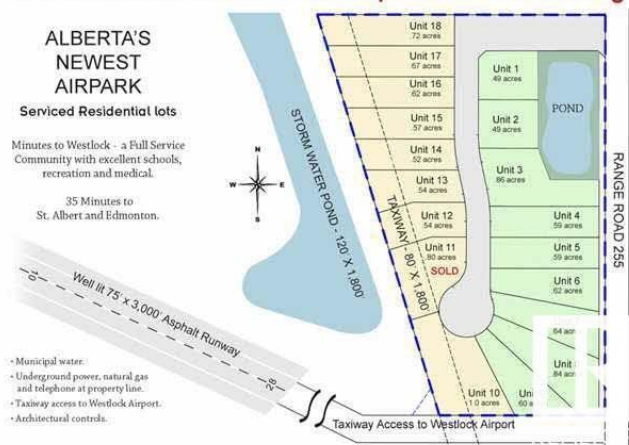 ALBERTA'S
NEWEST
AIRPARK
Serviced Residential lots
Minutes to Westlock - a Full Service
Community with excellent schools,
recreation and medical.
35 Minutes to
St. Albert and Edmonton.
N
W E
S
STORM WATER POND - 120' X 1,800'
Well lit 75' x 3,000' Asphalt Runway
10
28
• Municipal water.
• Underground power, natural gas
and telephone at property line.
• Taxiway access to Westlock Airport.
• Architectural controls.
Unit 18
.72 acres
Unit 17
.67 acres
Unit 16
.62 acres
Unit 15
.57 acres
Unit 14
.52 acres
Unit 13
.54 acres
Unit 12
.54 acres
Unit 11
.80 acres
SOLD
TAXIWAY - 80' X 1,800'
Unit 10
1.0 acres
Unit 1
.49 acres
Unit 2
.49 acres
Unit 3
.86 acres
Unit 4
.59 acres
Unit 5
.59 acres
Unit 6
.62 acres
.64
Unit
.84
.60
POND
RANGE ROAD 255
Taxiway Access to Westlock Airport